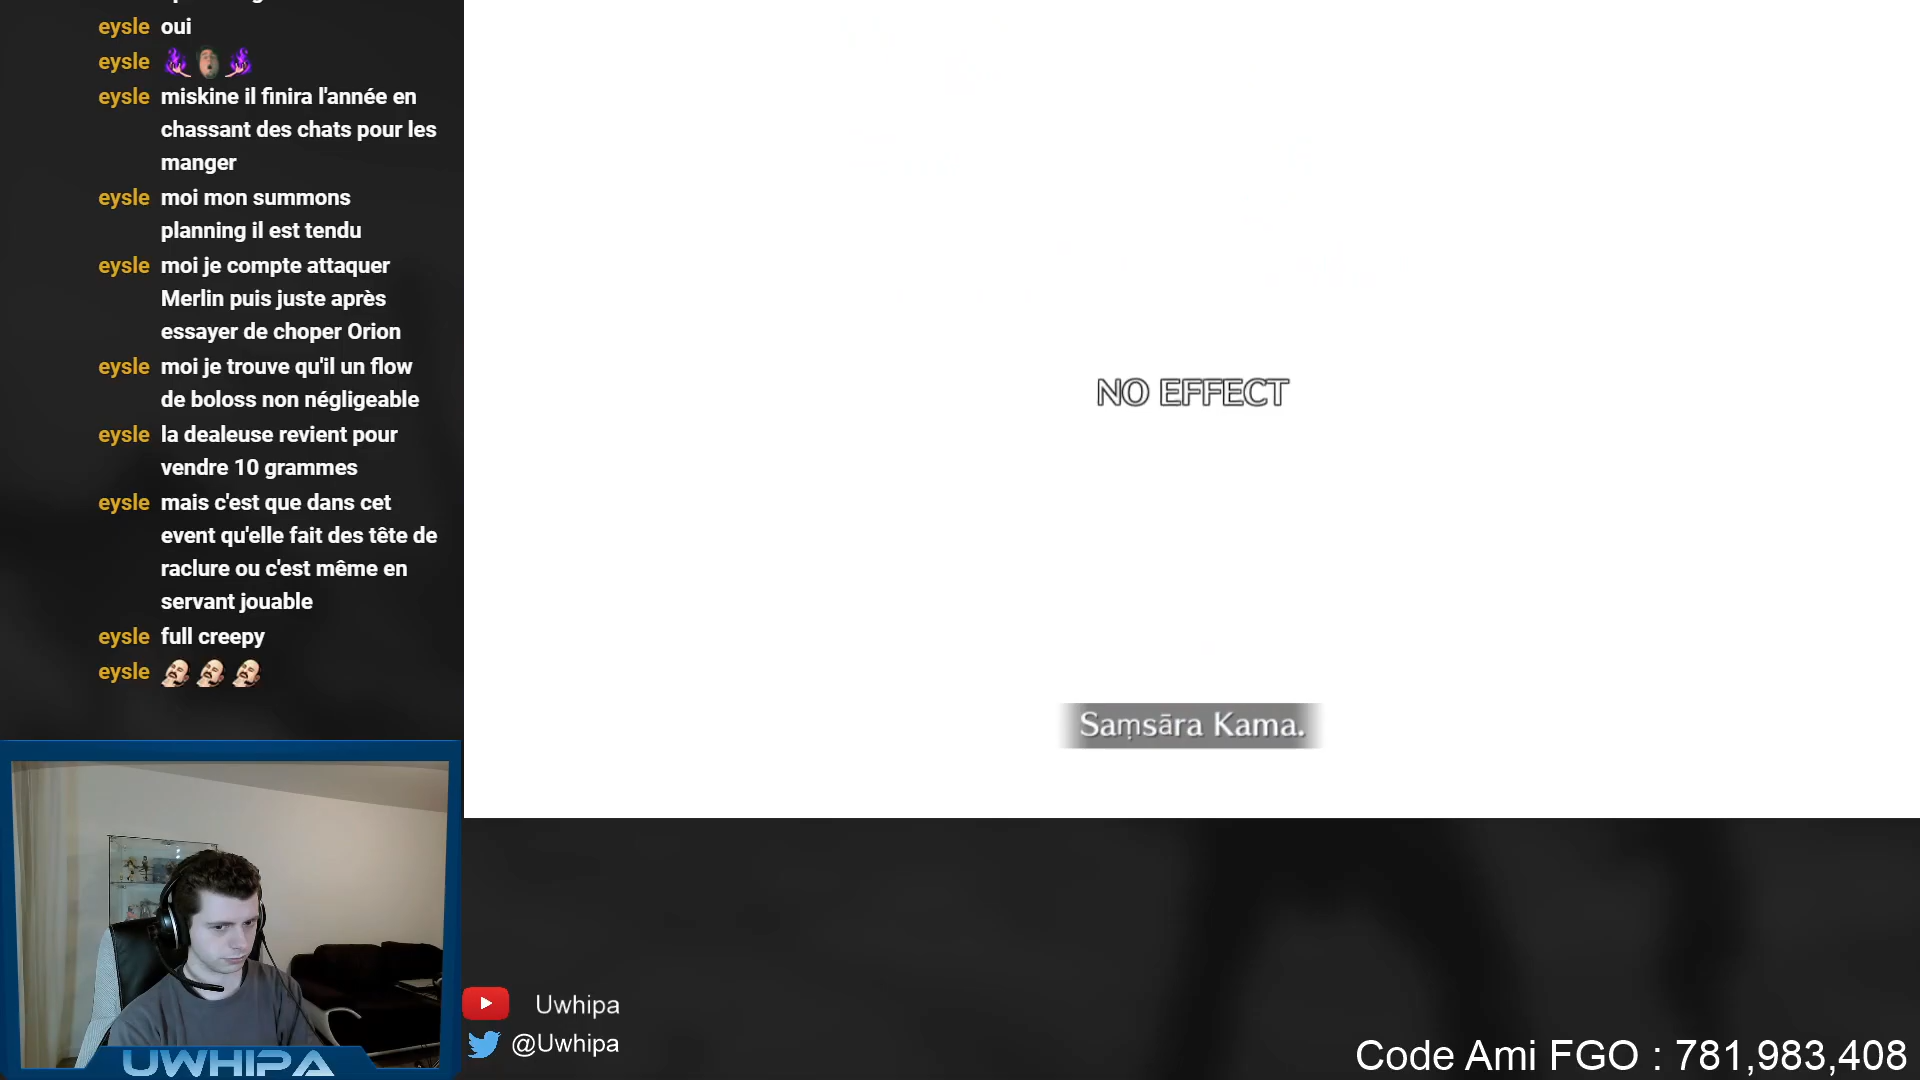 eysle oui
eysle
eysle miskine il finira l'année en
chassant des chats pour les
manger
eysle moi mon summons
planning il est tendu
eysle moi je compte attaquer
Merlin puis juste après
essayer de choper Orion
eysle moi je trouve qu'il un flow
de boloss non négligeable
eysle la dealeuse revient pour
vendre 10 grammes
eysle mais c'est que dans cet
event qu'elle fait des tête de
raclure ou c'est même en
servant jouable
eysle full creepy
eysle
NO EFFECT
Saṃsāra Kama.
UWHIPA
Uwhipa
@Uwhipa
Code Ami FGO : 781,983,408